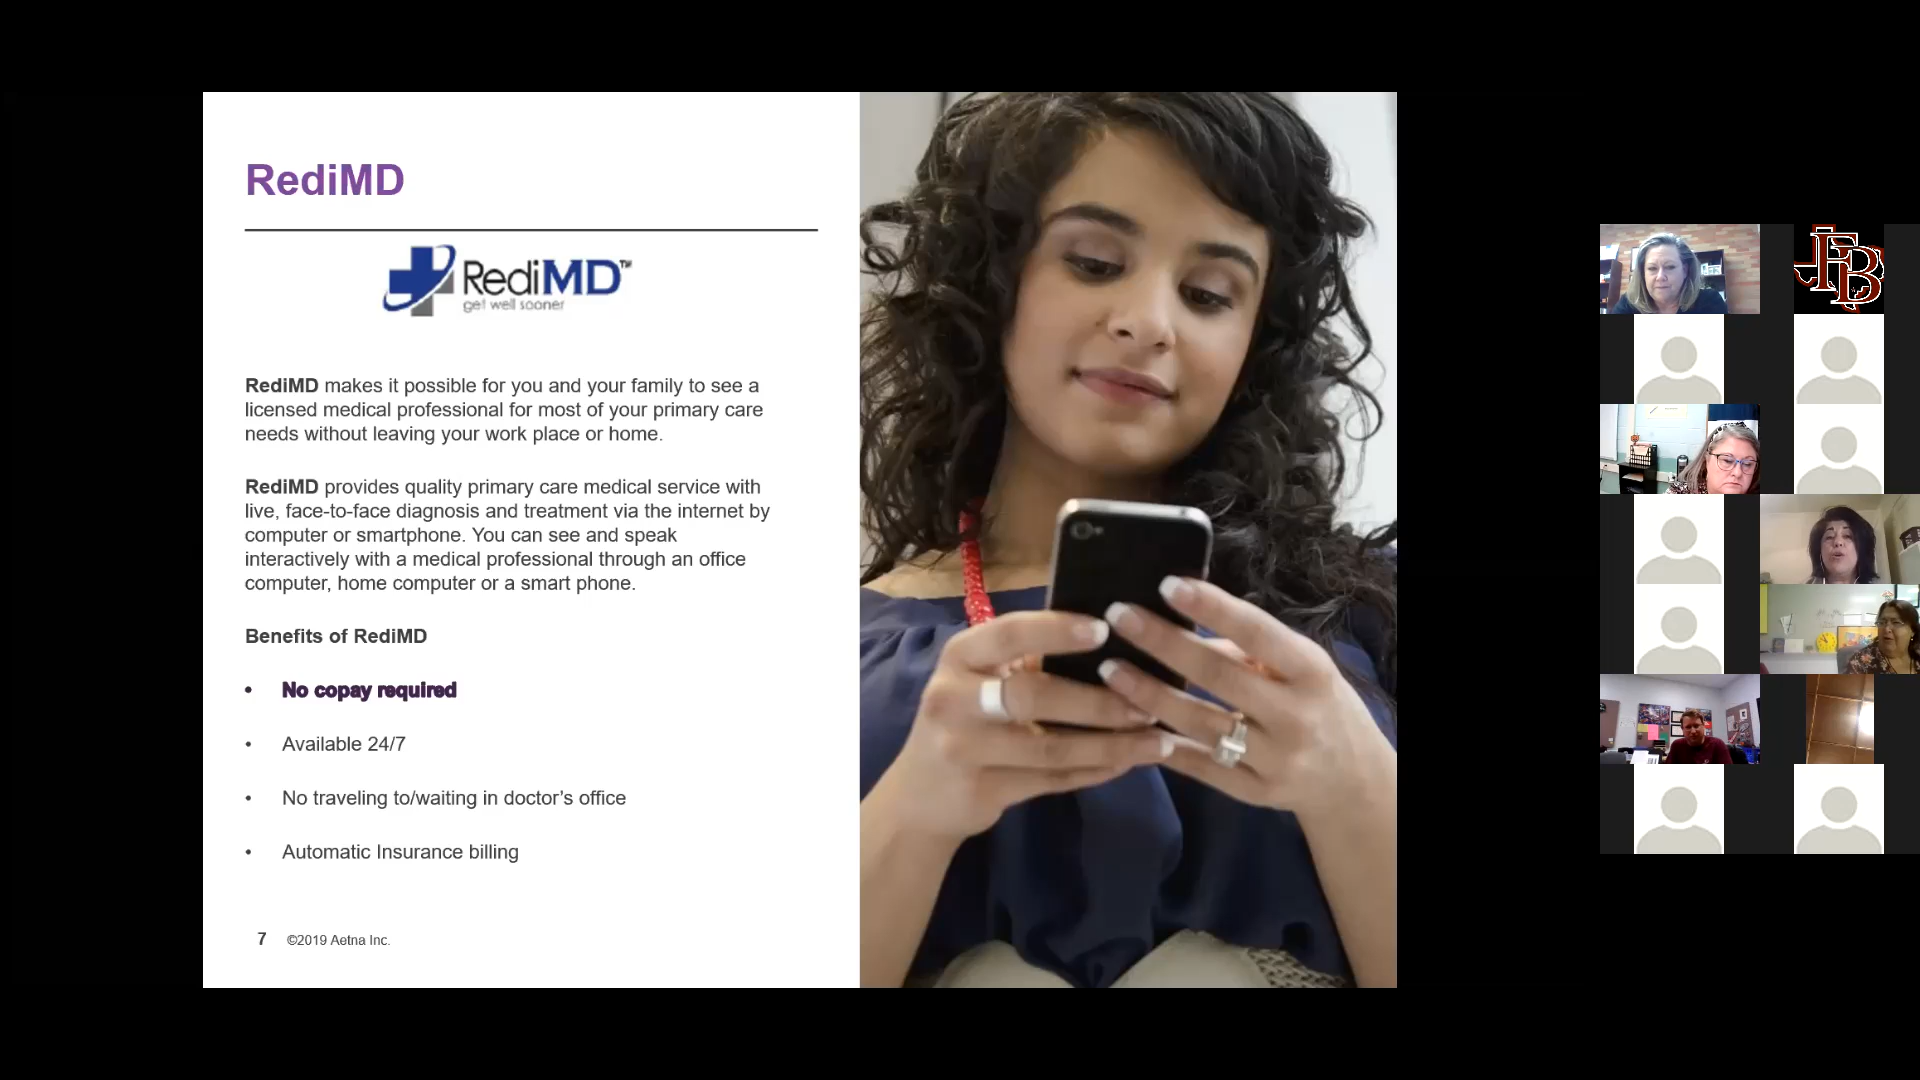 RediMD
RediMD™
get well sooner
RediMD makes it possible for you and your family to see a
licensed medical professional for most of your primary care
needs without leaving your work place or home.
RediMD provides quality primary care medical service with
live, face-to-face diagnosis and treatment via the internet by
computer or smartphone. You can see and speak
interactively with a medical professional through an office
computer, home computer or a smart phone.
Benefits of RediMD
• No copay required
• Available 24/7
• No traveling to/waiting in doctor’s office
• Automatic Insurance billing
7 ©2019 Aetna Inc.
FB